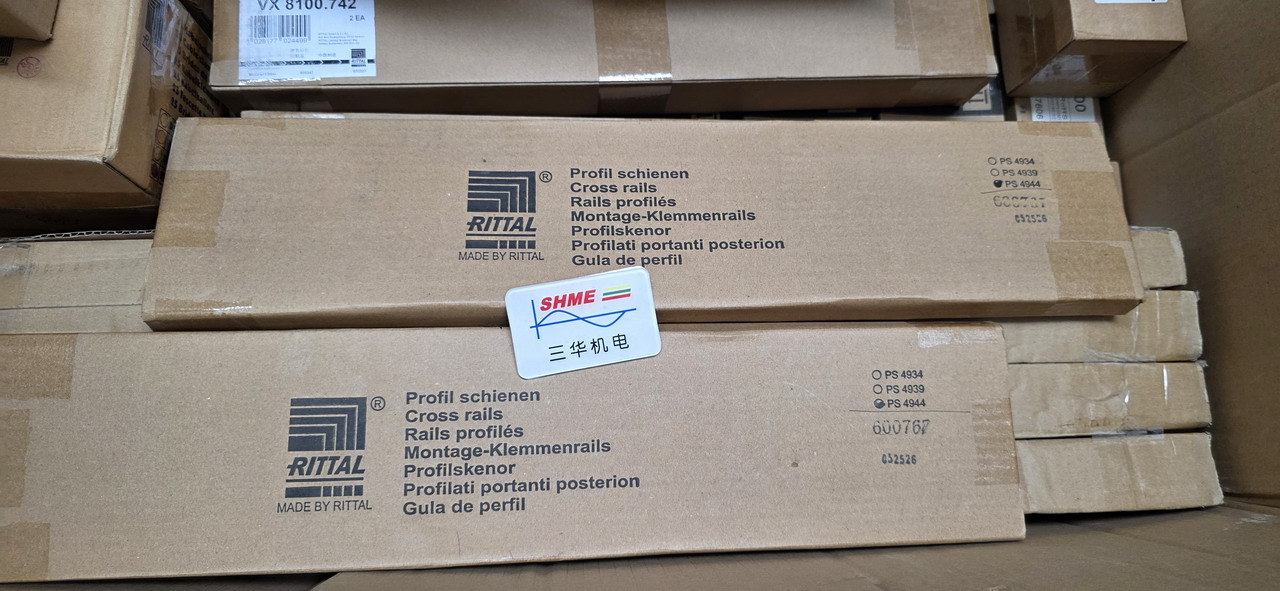 VX 8100.742
2 EA
RITTAL
®
MADE BY RITTAL
Profil schienen
Cross rails
Rails profilés
Montage-Klemmenrails
Profilskenor
Profilati portanti posterion
Gula de perfil
PS 4934
PS 4939
PS 4944
032526
SHME
三华机电
RITTAL
®
MADE BY RITTAL
Profil schienen
Cross rails
Rails profilés
Montage-Klemmenrails
Profilskenor
Profilati portanti posterion
Gula de perfil
PS 4934
PS 4939
PS 4944
600767
032526